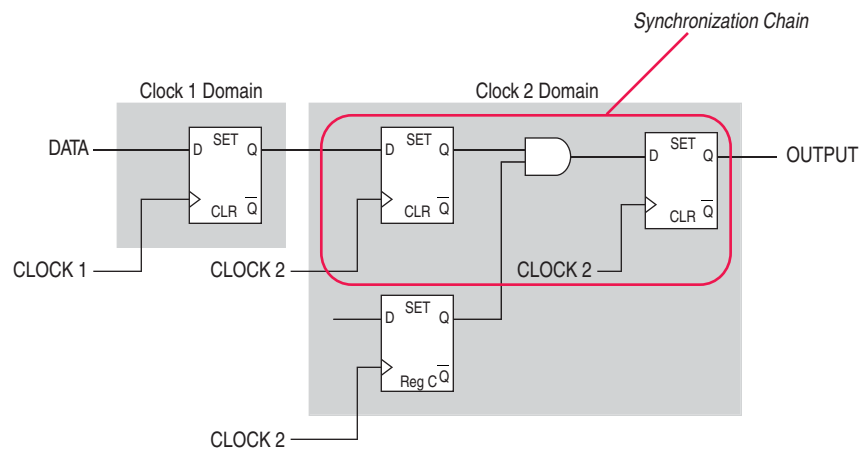 Synchronization Chain
Clock 1 Domain
Clock 2 Domain
DATA
D SET Q
CLR Q
D SET Q
CLR Q
D SET Q
CLR Q
OUTPUT
CLOCK 1
CLOCK 2
CLOCK 2
D SET Q
Reg C Q
CLOCK 2